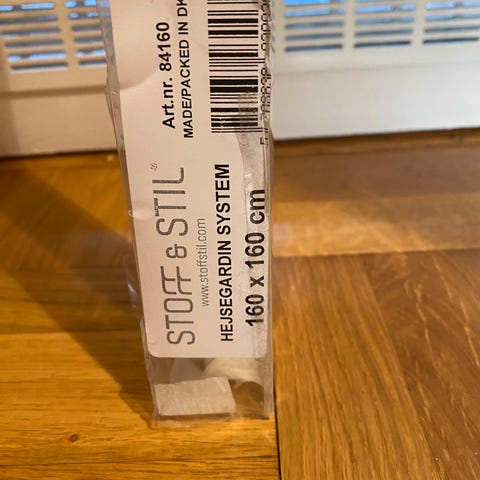 Art.nr. 84160
MADE/PACKED IN DK
STOFF & STIL®
www.stoffstil.com
HEJSEGARDIN SYSTEM
160 x 160 cm